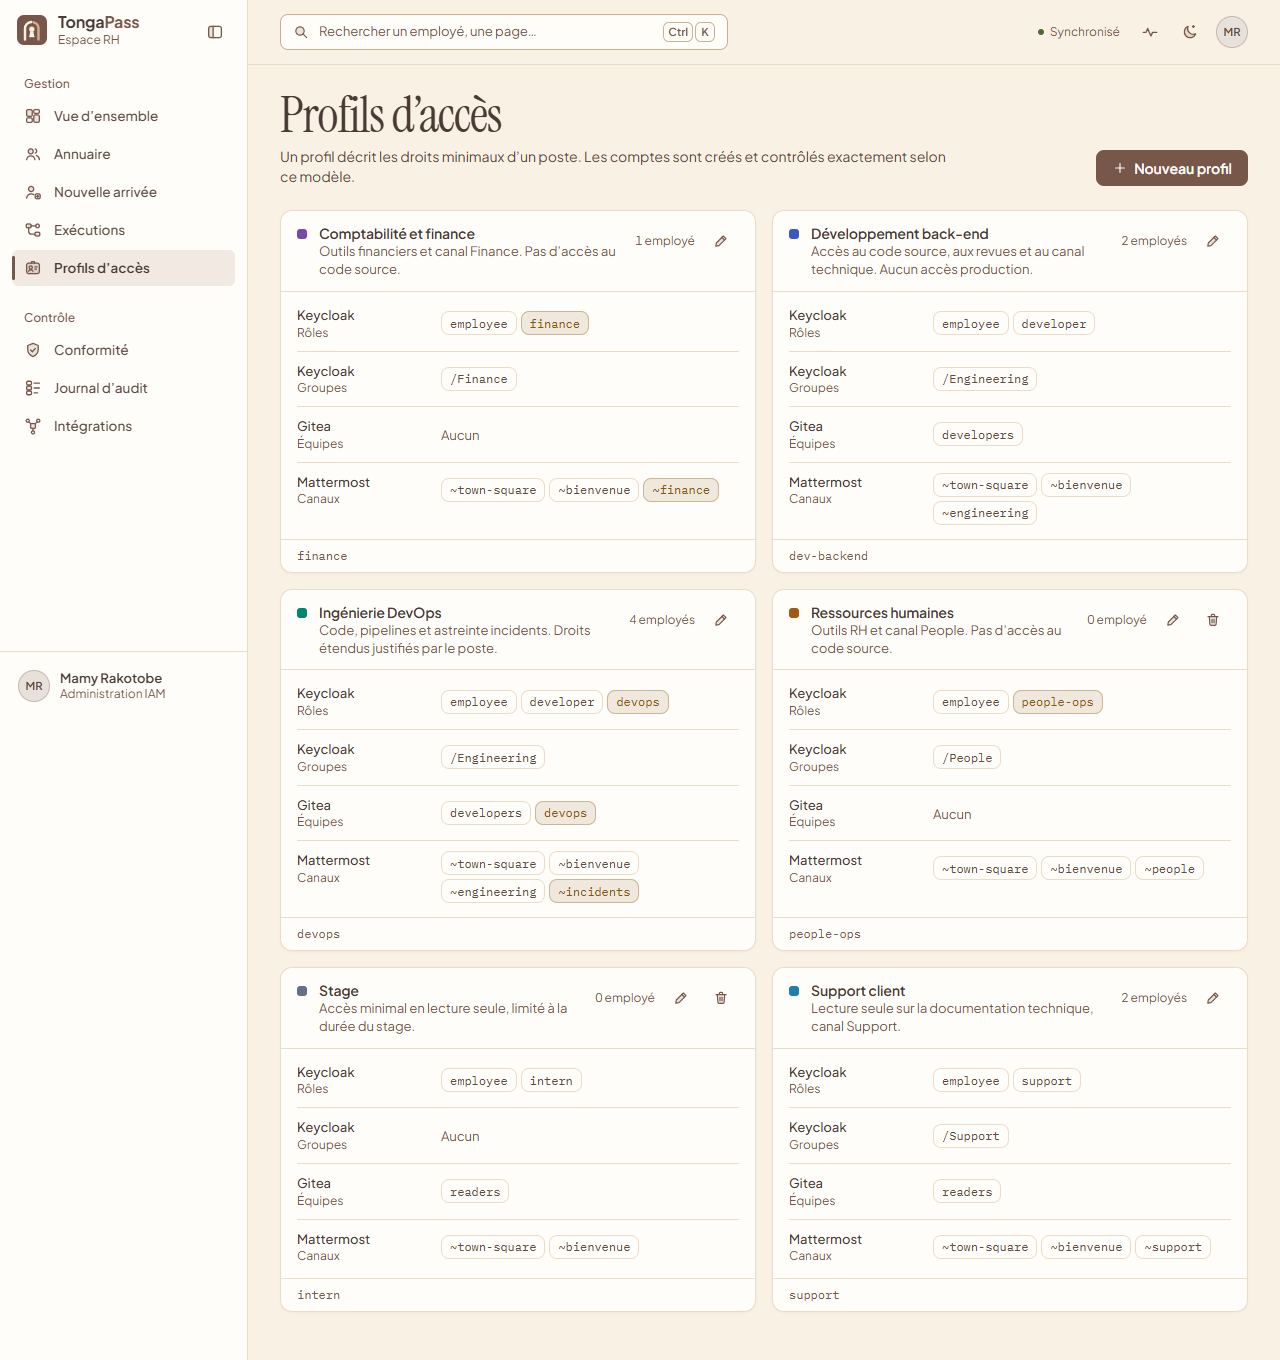 TongaPass
Espace RH
Rechercher un employé, une page...
Ctrl K
Synchronisé
MR
Gestion
Vue d’ensemble
Annuaire
Nouvelle arrivée
Exécutions
Profils d’accès
Contrôle
Conformité
Journal d’audit
Intégrations
MR
Mamy Rakotobe
Administration IAM
Profils d’accès
Un profil décrit les droits minimaux d’un poste. Les comptes sont créés et contrôlés exactement selon
ce modèle.
Nouveau profil
Comptabilité et finance
Outils financiers et canal Finance. Pas d’accès au
code source.
1 employé
Keycloak
Rôles
employee finance
Keycloak
Groupes
/Finance
Gitea
Équipes
Aucun
Mattermost
Canaux
~town-square ~bienvenue ~finance
finance
Développement back-end
Accès au code source, aux revues et au canal
technique. Aucun accès production.
2 employés
Keycloak
Rôles
employee developer
Keycloak
Groupes
/Engineering
Gitea
Équipes
developers
Mattermost
Canaux
~town-square ~bienvenue
~engineering
dev-backend
Ingénierie DevOps
Code, pipelines et astreinte incidents. Droits
étendus justifiés par le poste.
4 employés
Keycloak
Rôles
employee developer devops
Keycloak
Groupes
/Engineering
Gitea
Équipes
developers devops
Mattermost
Canaux
~town-square ~bienvenue
~engineering ~incidents
devops
Ressources humaines
Outils RH et canal People. Pas d’accès au
code source.
0 employé
Keycloak
Rôles
employee people-ops
Keycloak
Groupes
/People
Gitea
Équipes
Aucun
Mattermost
Canaux
~town-square ~bienvenue ~people
people-ops
Stage
Accès minimal en lecture seule, limité à la
durée du stage.
0 employé
Keycloak
Rôles
employee intern
Keycloak
Groupes
Aucun
Gitea
Équipes
readers
Mattermost
Canaux
~town-square ~bienvenue
intern
Support client
Lecture seule sur la documentation technique,
canal Support.
2 employés
Keycloak
Rôles
employee support
Keycloak
Groupes
/Support
Gitea
Équipes
readers
Mattermost
Canaux
~town-square ~bienvenue ~support
support